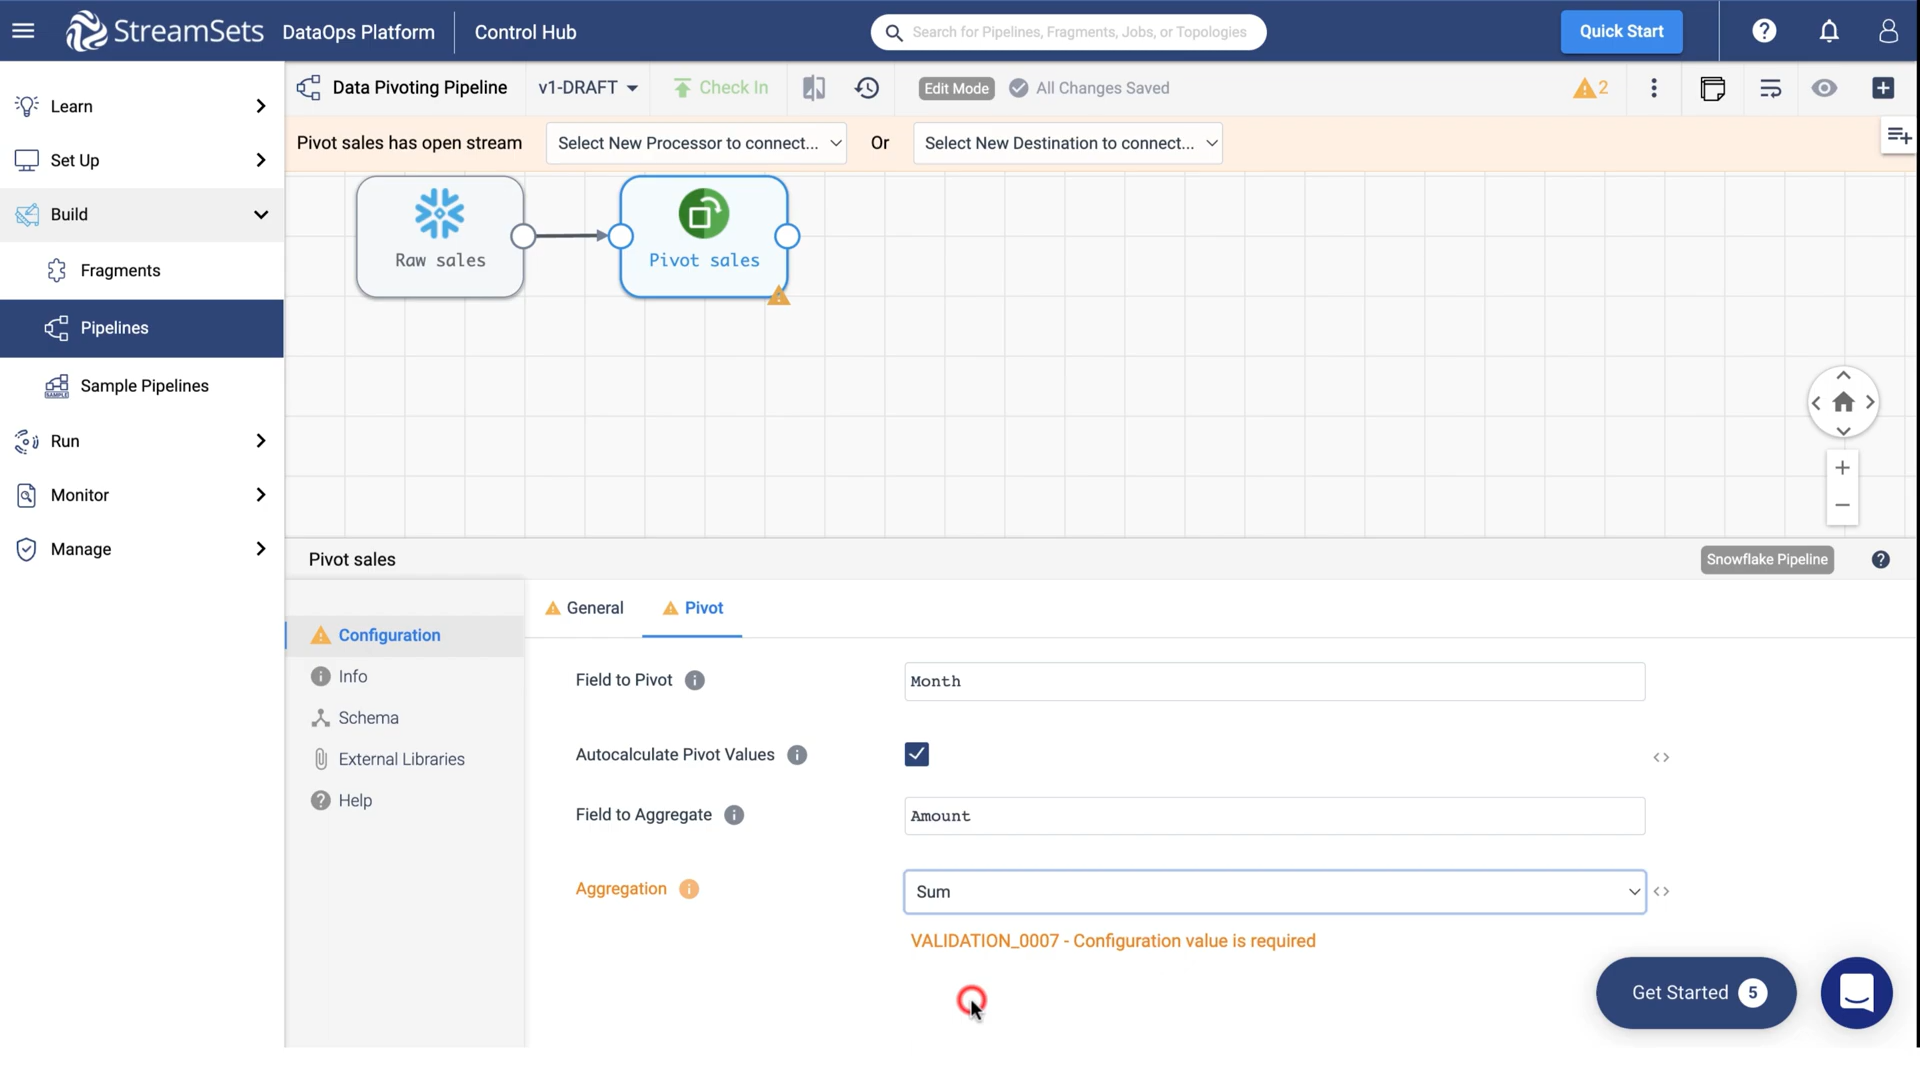 StreamSets DataOps Platform Control Hub Search for Pipelines, Fragments, Jobs, or Topologies Quick Start
Learn
Set Up
Build
Fragments
Pipelines
Sample Pipelines
SAMPLE
Run
Monitor
Manage
Data Pivoting Pipeline v1-DRAFT Check In Edit Mode All Changes Saved 2
Pivot sales has open stream Select New Processor to connect... Or Select New Destination to connect...
Raw sales Pivot sales
Pivot sales Snowflake Pipeline
Configuration
Info
Schema
External Libraries
Help
General Pivot
Field to Pivot Month
Autocalculate Pivot Values
Field to Aggregate Amount
Aggregation Sum
VALIDATION_0007 - Configuration value is required
Get Started 5